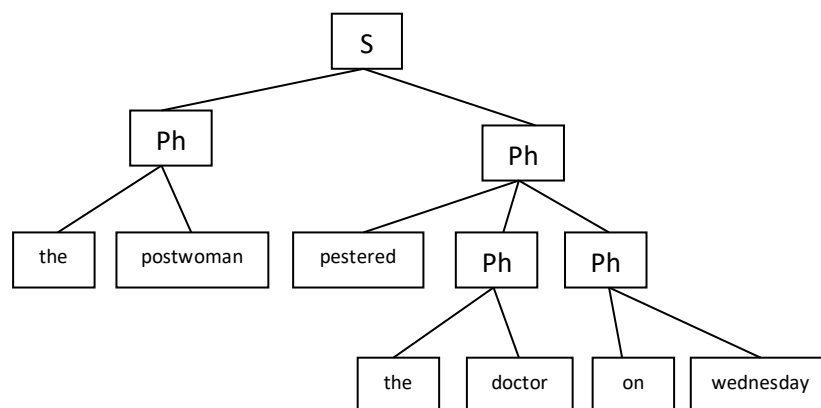 S
Ph
Ph
the
postwoman
pestered
Ph
Ph
the
doctor
on
wednesday